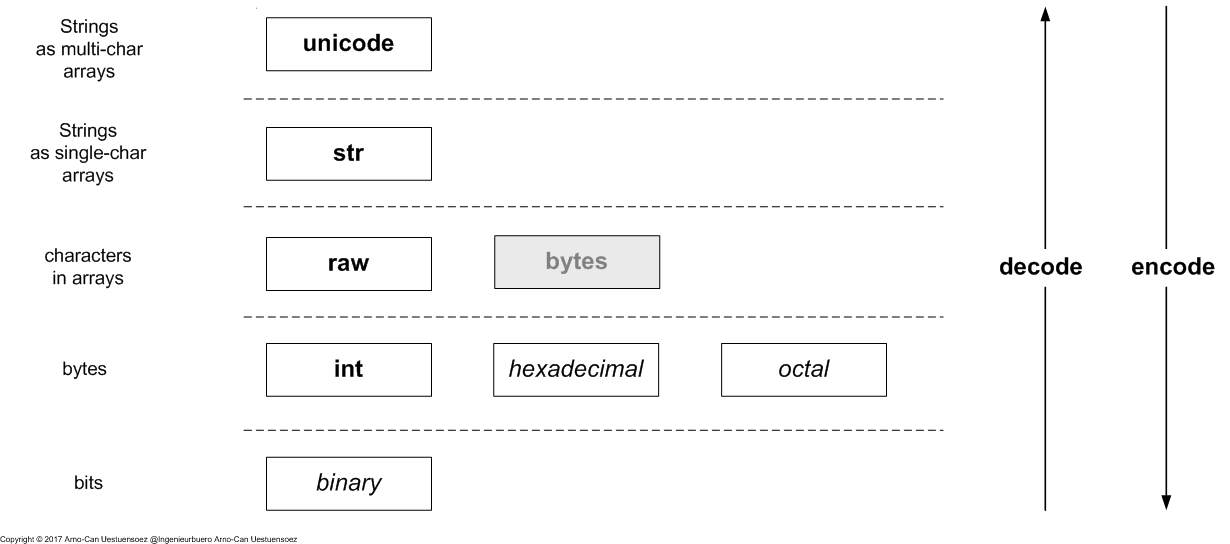 Strings
as multi-char
arrays
unicode
Strings
as single-char
arrays
str
characters
in arrays
raw
bytes
decode
encode
bytes
int
hexadecimal
octal
bits
binary
Copyright © 2017 Arno-Can Uestuensoez @Ingenieurbuero Arno-Can Uestuensoez